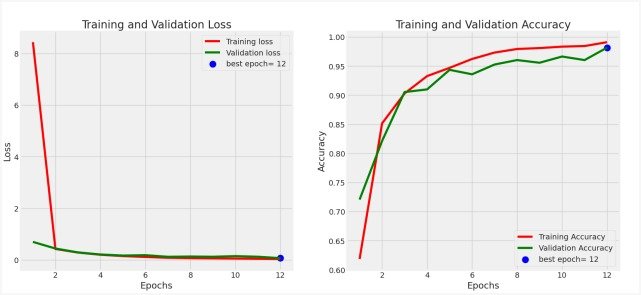 Training and Validation Loss
Training loss
Validation loss
best epoch= 12
8
6
4
2
0
Loss
2 4 6 8 10 12
Epochs
Training and Validation Accuracy
1.00
0.95
0.90
0.85
0.80
0.75
0.70
0.65
0.60
Accuracy
Training Accuracy
Validation Accuracy
best epoch= 12
2 4 6 8 10 12
Epochs